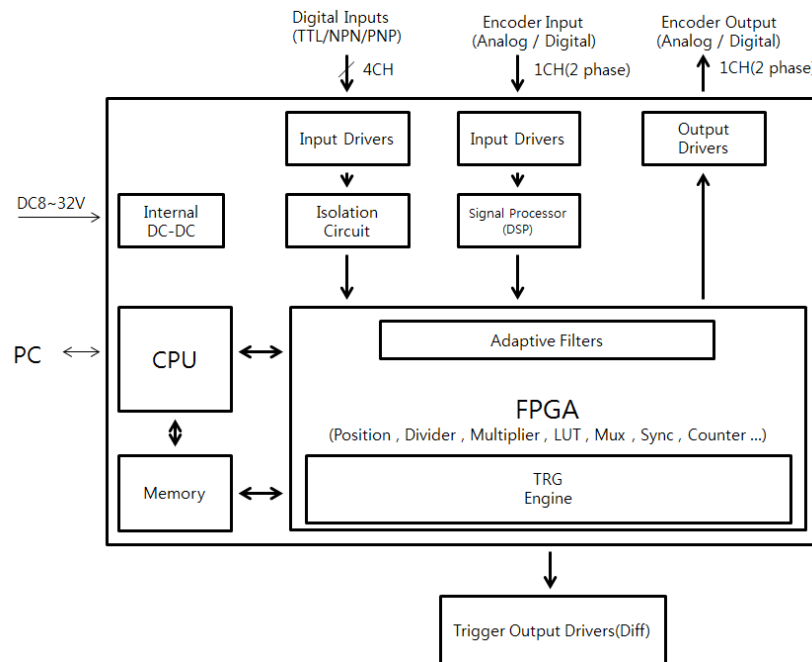 Digital Inputs
(TTL/NPN/PNP)
Encoder Input
(Analog / Digital)
Encoder Output
(Analog / Digital)
4CH
1CH(2 phase)
1CH(2 phase)
Input Drivers
Input Drivers
Output
Drivers
DC8~32V
Internal
DC-DC
Isolation
Circuit
Signal Processor
(DSP)
PC
CPU
Adaptive Filters
FPGA
(Position , Divider , Multiplier , LUT , Mux , Sync , Counter ...)
Memory
TRG
Engine
Trigger Output Drivers(Diff)